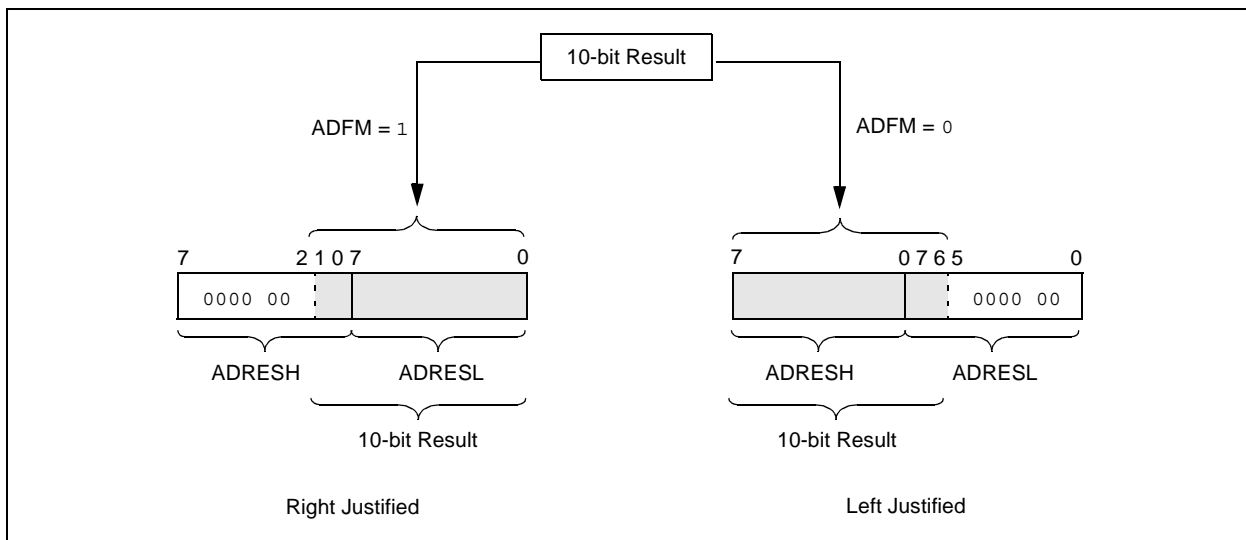 10-bit Result
ADFM = 1
ADFM = 0
7 2 1 0 7 0
7 0 7 6 5 0
0000 00
0000 00
ADRESH ADRESL
ADRESH ADRESL
10-bit Result
10-bit Result
Right Justified
Left Justified